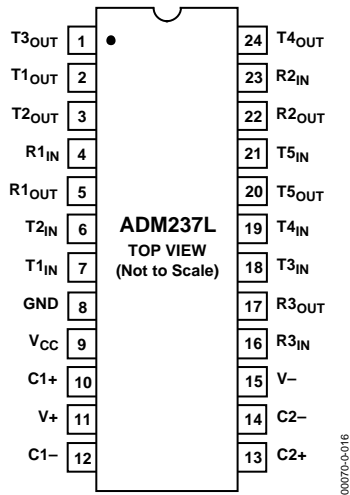 T3OUT 1 24 T4OUT
T1OUT 2 23 R2IN
T2OUT 3 22 R2OUT
R1IN 4 21 T5IN
R1OUT 5 20 T5OUT
T2IN 6 ADM237L 19 T4IN
TOP VIEW
T1IN 7 (Not to Scale) 18 T3IN
GND 8 17 R3OUT
VCC 9 16 R3IN
C1+ 10 15 V–
V+ 11 14 C2–
C1– 12 13 C2+
00070-0-016